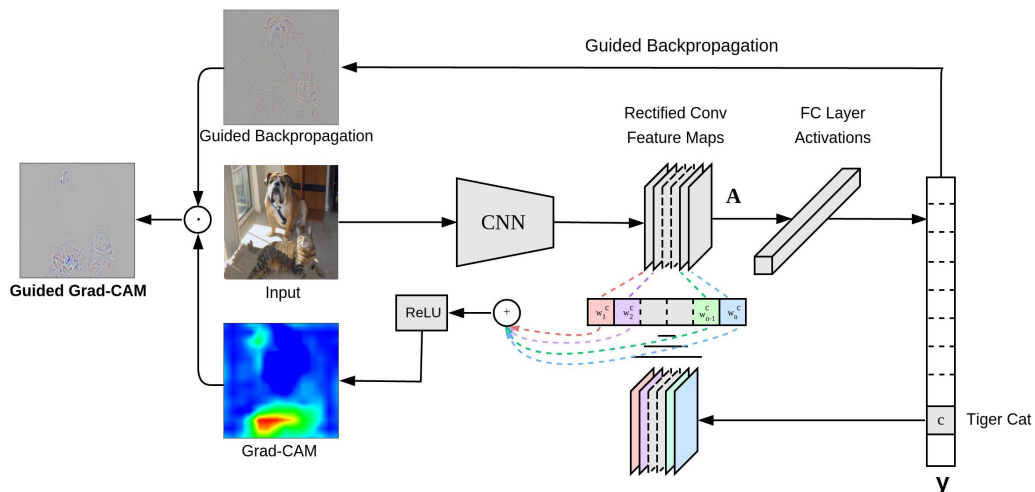 Guided Backpropagation
Guided Backpropagation
Rectified Conv
Feature Maps
FC Layer
Activations
CNN
A
Guided Grad-CAM
Input
ReLU
+
w₁ᶜ
w₂ᶜ
wₙ₋₁ᶜ
wₙᶜ
Grad-CAM
c
Tiger Cat
y